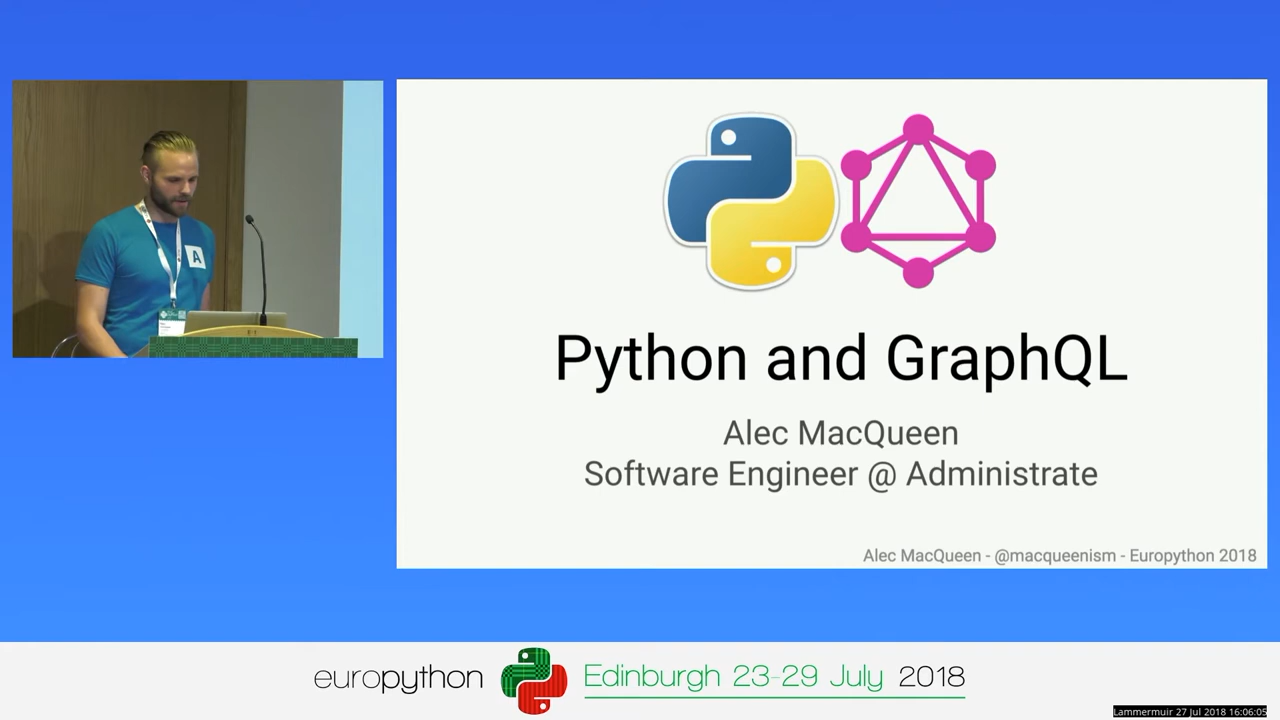 A
Python and GraphQL
Alec MacQueen
Software Engineer @ Administrate
Alec MacQueen - @macqueenism - Europython 2018
europython
Edinburgh 23-29 July 2018
Lammermuir 27 Jul 2018 16:06:05